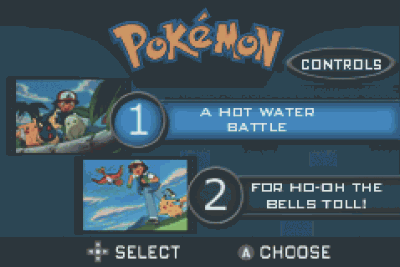 POKéMON
CONTROLS
1
A HOT WATER
BATTLE
2
FOR HO-OH THE
BELLS TOLL!
SELECT
A CHOOSE